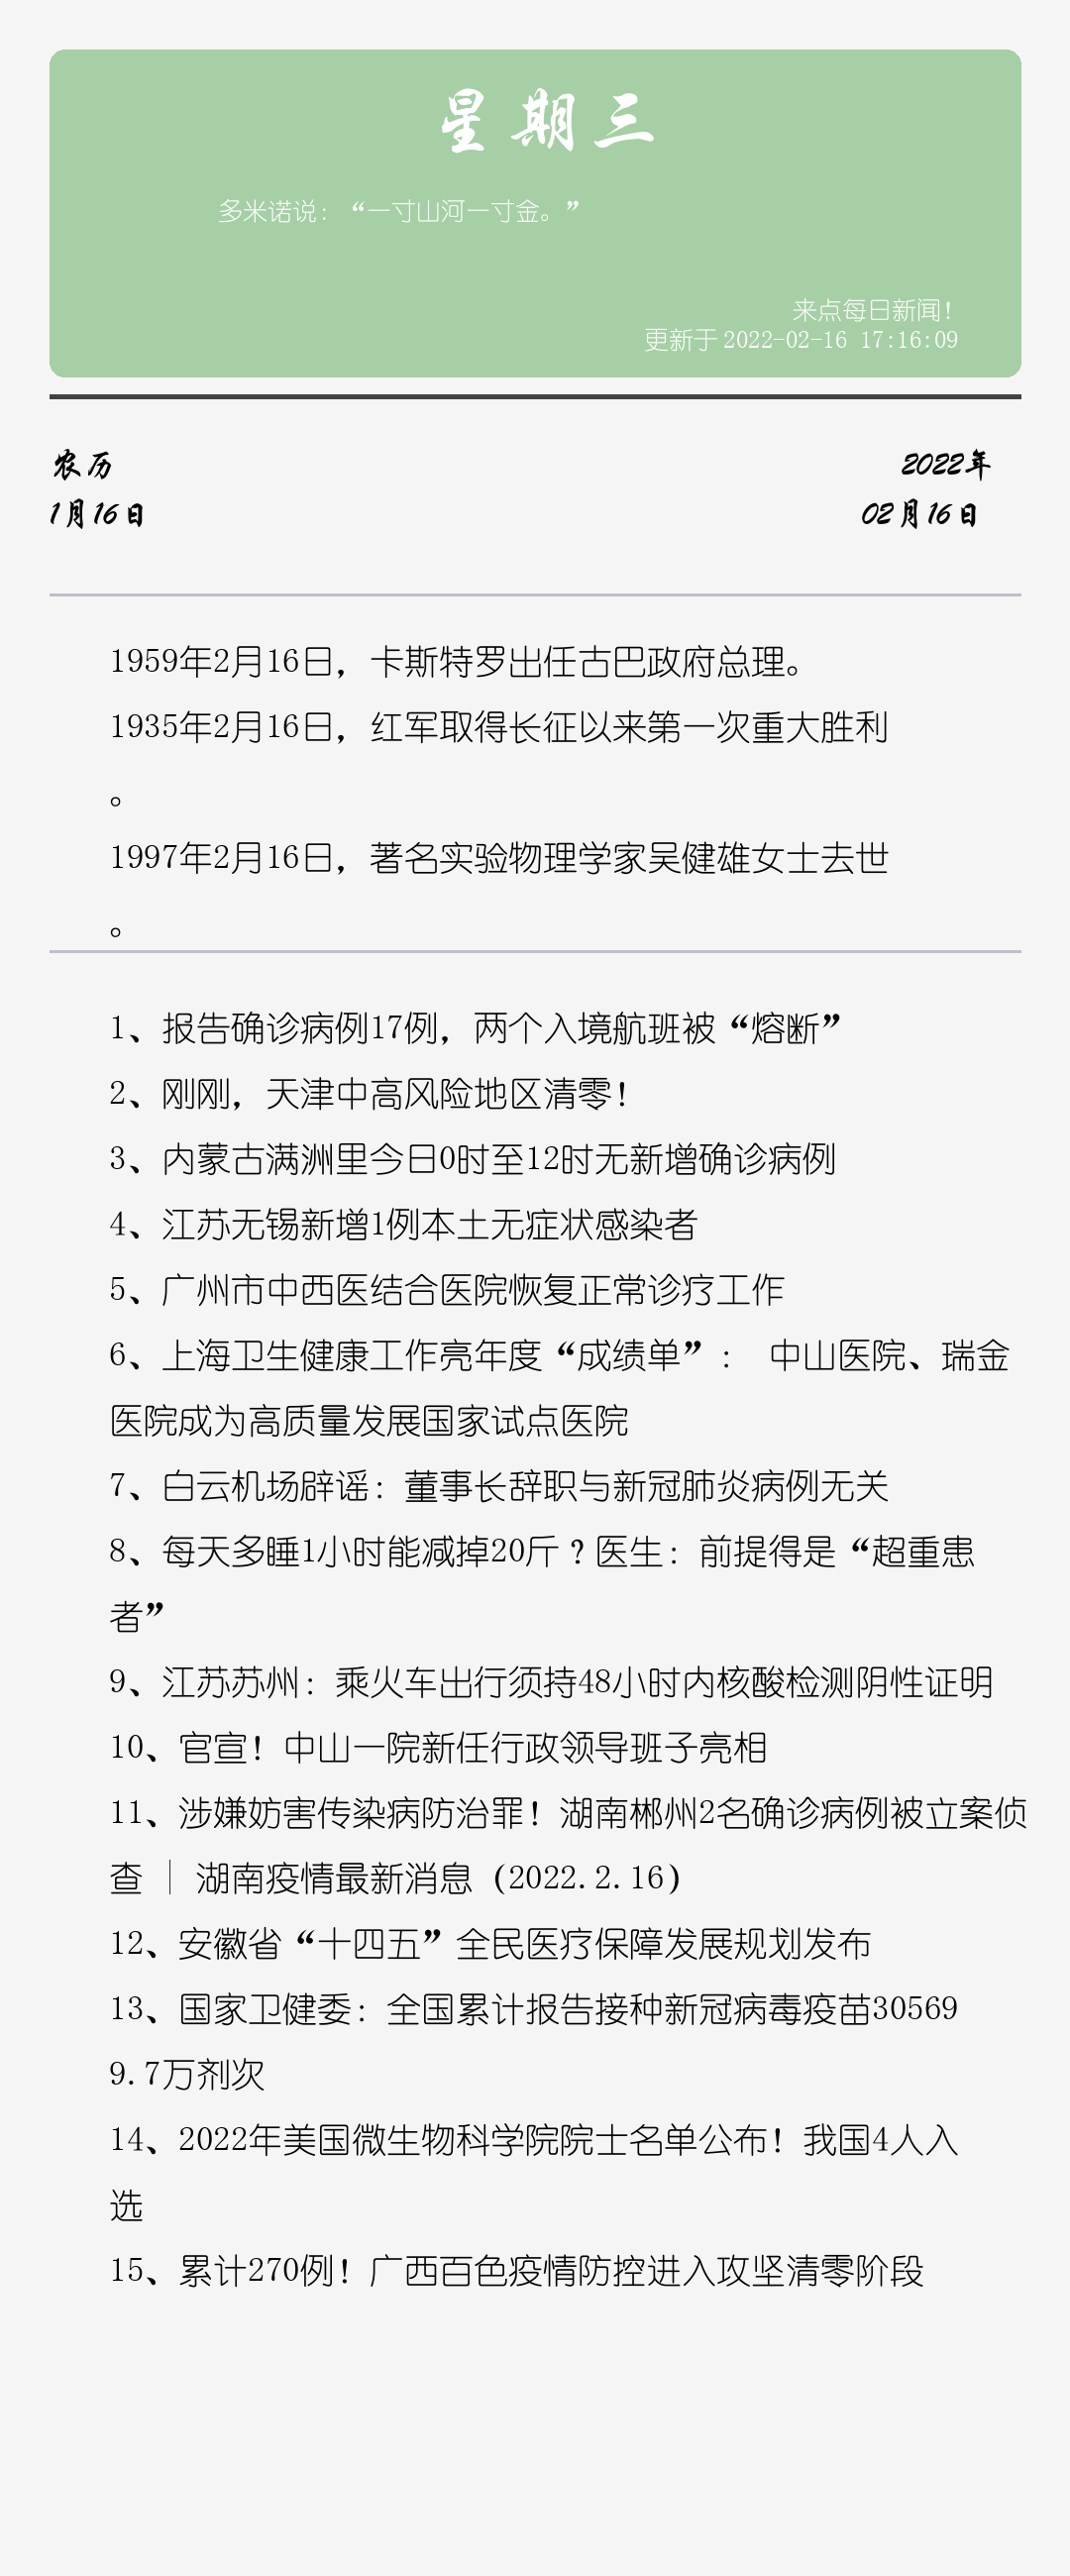 星期三
多米诺说：“一寸山河一寸金。”
来点每日新闻！
更新于 2022-02-16 17:16:09
农历
2022年
1月16日
02月16日
1959年2月16日，卡斯特罗出任古巴政府总理。
1935年2月16日，红军取得长征以来第一次重大胜利
。
1997年2月16日，著名实验物理学家吴健雄女士去世
。
1、报告确诊病例17例，两个入境航班被“熔断”
2、刚刚，天津中高风险地区清零！
3、内蒙古满洲里今日0时至12时无新增确诊病例
4、江苏无锡新增1例本土无症状感染者
5、广州市中西医结合医院恢复正常诊疗工作
6、上海卫生健康工作亮年度“成绩单”： 中山医院、瑞金
医院成为高质量发展国家试点医院
7、白云机场辟谣：董事长辞职与新冠肺炎病例无关
8、每天多睡1小时能减掉20斤？医生：前提得是“超重患
者”
9、江苏苏州：乘火车出行须持48小时内核酸检测阴性证明
10、官宣！中山一院新任行政领导班子亮相
11、涉嫌妨害传染病防治罪！湖南郴州2名确诊病例被立案侦
查 | 湖南疫情最新消息（2022.2.16）
12、安徽省“十四五”全民医疗保障发展规划发布
13、国家卫健委：全国累计报告接种新冠病毒疫苗30569
9.7万剂次
14、2022年美国微生物科学院院士名单公布！我国4人入
选
15、累计270例！广西百色疫情防控进入攻坚清零阶段